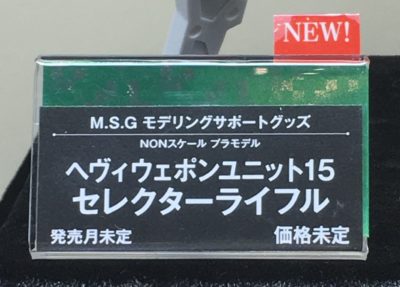 NEW!
M.S.G モデリングサポートグッズ
NONスケール プラモデル
ヘヴィウェポンユニット15
セレクターライフル
発売月未定 価格未定